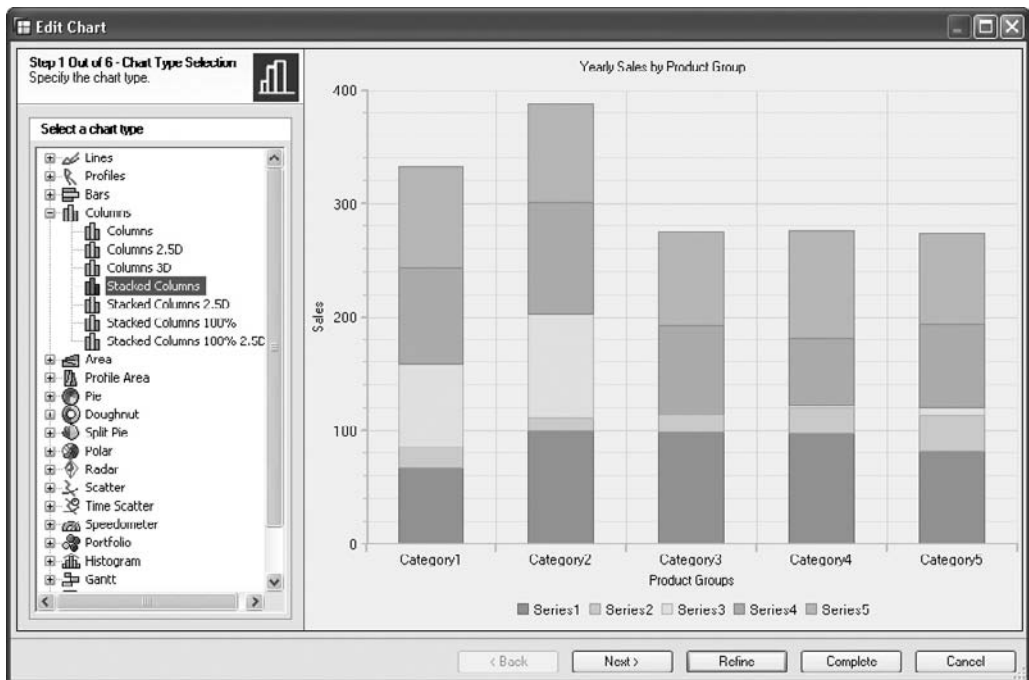 Edit Chart
Step 1 Out of 6 - Chart Type Selection
Specify the chart type.
Select a chart type
Lines
Profiles
Bars
Columns
Columns
Columns 2.5D
Columns 3D
Stacked Columns
Stacked Columns 2.5D
Stacked Columns 100%
Stacked Columns 100% 2.5D
Area
Profile Area
Pie
Doughnut
Split Pie
Polar
Radar
Scatter
Time Scatter
Speedometer
Portfolio
Histogram
Gantt
Yearly Sales by Product Group
400
300
200
100
0
Sales
Category1 Category2 Category3 Category4 Category5
Product Groups
Series1 Series2 Series3 Series4 Series5
< Back Next > Refine Complete Cancel